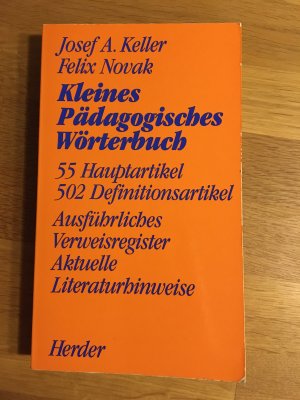 Josef A. Keller
Felix Novak
Kleines
Pädagogisches
Wörterbuch
55 Hauptartikel
502 Definitionsartikel
Ausführliches
Verweisregister
Aktuelle
Literaturhinweise
Herder